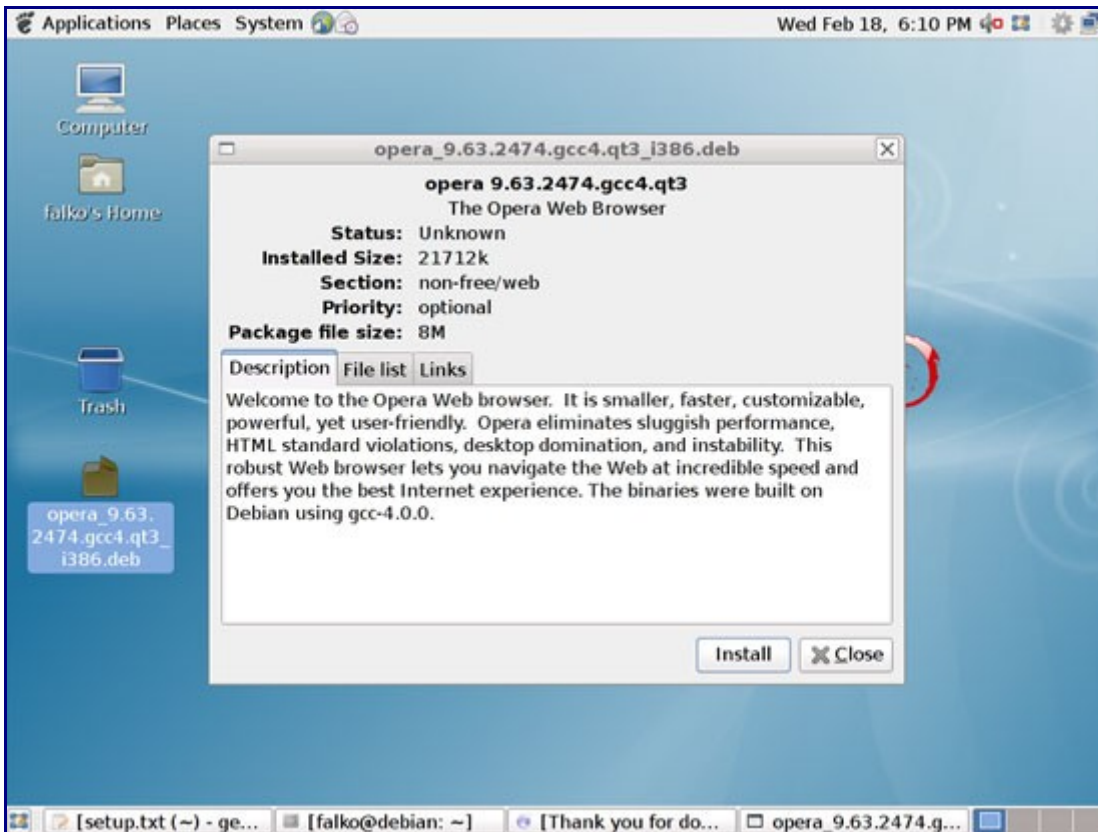 Applications Places System
Wed Feb 18, 6:10 PM
Computer
falko's Home
Trash
opera_9.63.
2474.gcc4.qt3_
i386.deb
opera_9.63.2474.gcc4.qt3_i386.deb
opera 9.63.2474.gcc4.qt3
The Opera Web Browser
Status: Unknown
Installed Size: 21712k
Section: non-free/web
Priority: optional
Package file size: 8M
Description File list Links
Welcome to the Opera Web browser. It is smaller, faster, customizable,
powerful, yet user-friendly. Opera eliminates sluggish performance,
HTML standard violations, desktop domination, and instability. This
robust Web browser lets you navigate the Web at incredible speed and
offers you the best Internet experience. The binaries were built on
Debian using gcc-4.0.0.
Install Close
[setup.txt (~) - ge... [falko@debian: ~] [Thank you for do... opera_9.63.2474.g...